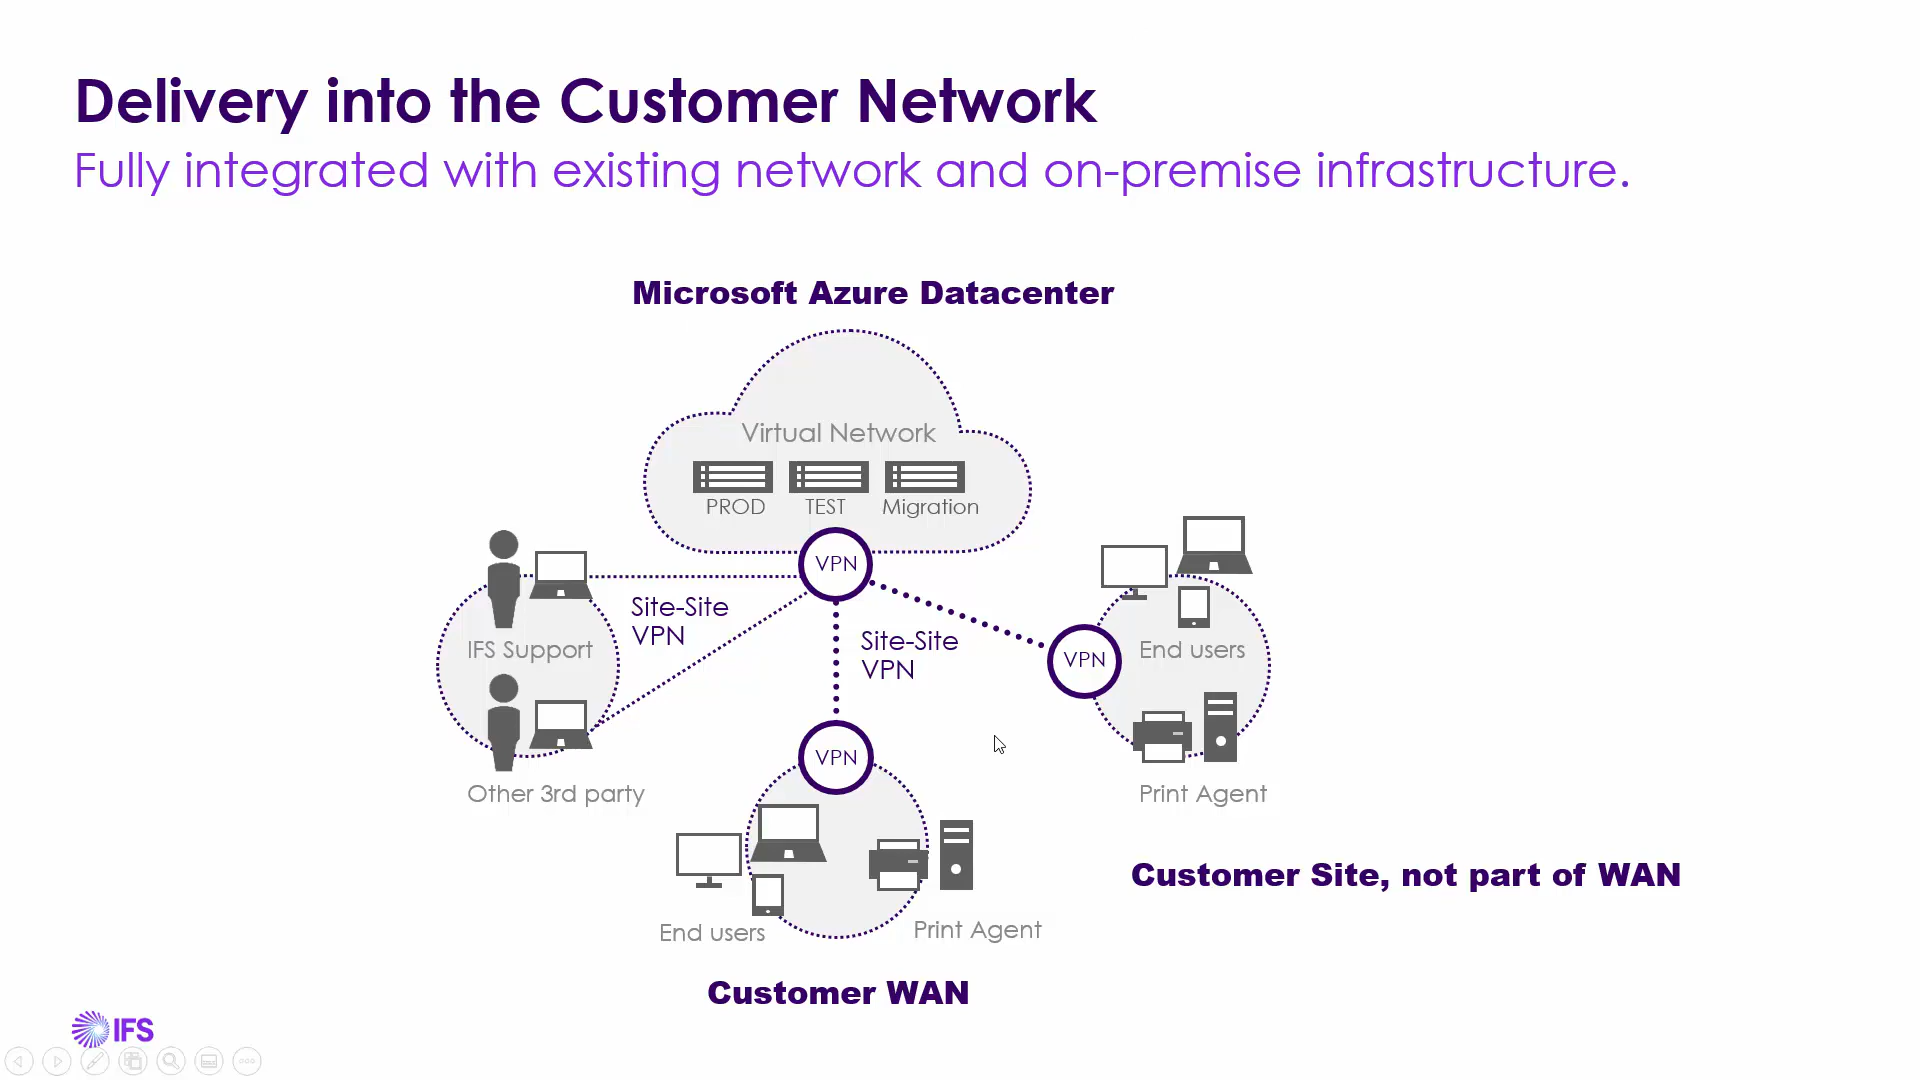 Delivery into the Customer Network
Fully integrated with existing network and on-premise infrastructure.
Microsoft Azure Datacenter
Virtual Network
PROD
TEST
Migration
VPN
Site-Site
VPN
IFS Support
Other 3rd party
Site-Site
VPN
VPN
End users
Print Agent
Customer Site, not part of WAN
VPN
End users
Print Agent
Customer WAN
IFS